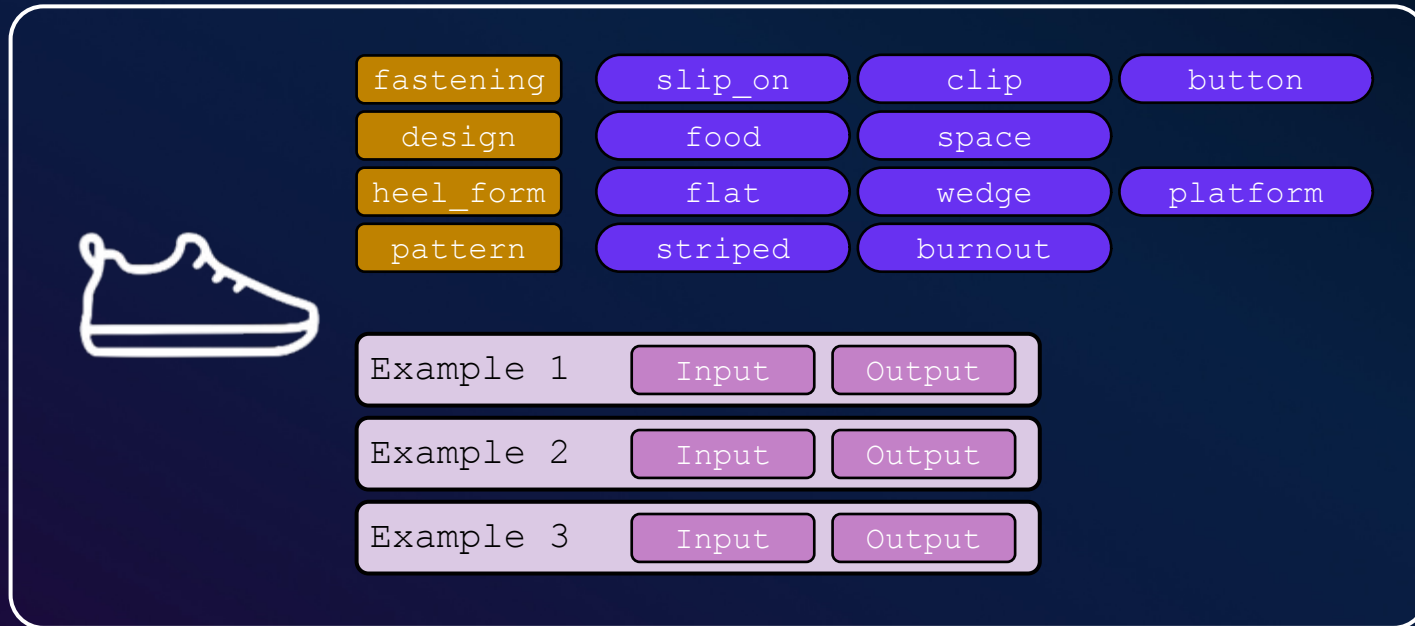 fastening slip_on clip button
design food space
heel_form flat wedge platform
pattern striped burnout
Example 1 Input Output
Example 2 Input Output
Example 3 Input Output